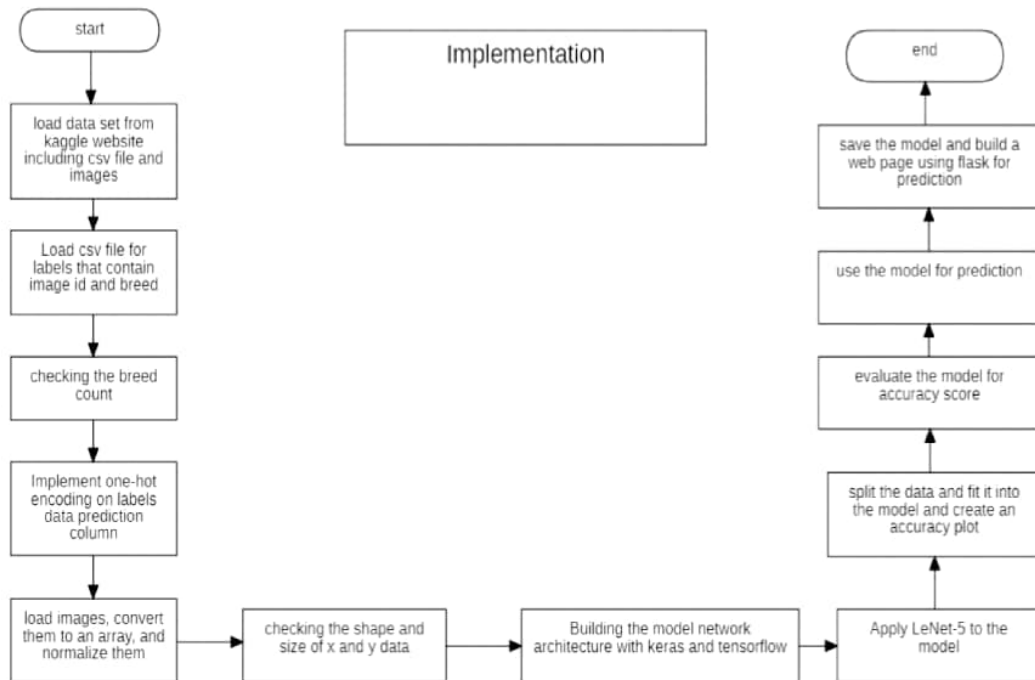 start
load data set from
kaggle website
including csv file and
images
Load csv file for
labels that contain
image id and breed
checking the breed
count
Implement one-hot
encoding on labels
data prediction
column
load images, convert
them to an array, and
normalize them
checking the shape and
size of x and y data
Building the model network
architecture with keras and tensorflow
Apply LeNet-5 to the
model
split the data and fit it into
the model and create an
accuracy plot
evaluate the model for
accuracy score
use the model for prediction
save the model and build a
web page using flask for
prediction
end
Implementation